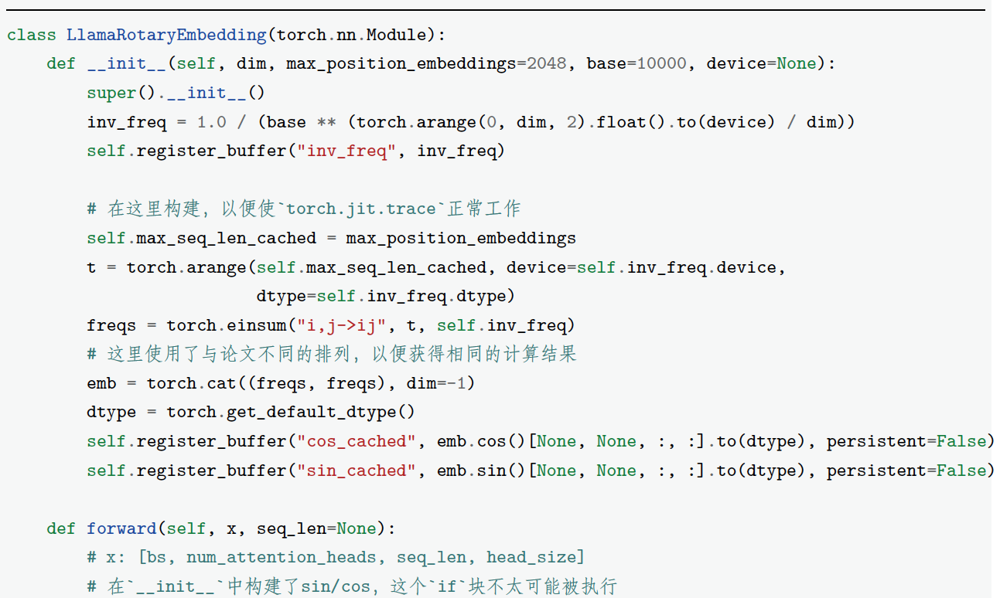 class LlamaRotaryEmbedding(torch.nn.Module):
    def __init__(self, dim, max_position_embeddings=2048, base=10000, device=None):
        super().__init__()
        inv_freq = 1.0 / (base ** (torch.arange(0, dim, 2).float().to(device) / dim))
        self.register_buffer("inv_freq", inv_freq)

        # 在这里构建，以便使`torch.jit.trace`正常工作
        self.max_seq_len_cached = max_position_embeddings
        t = torch.arange(self.max_seq_len_cached, device=self.inv_freq.device,
                         dtype=self.inv_freq.dtype)
        freqs = torch.einsum("i,j->ij", t, self.inv_freq)
        # 这里使用了与论文不同的排列，以便获得相同的计算结果
        emb = torch.cat((freqs, freqs), dim=-1)
        dtype = torch.get_default_dtype()
        self.register_buffer("cos_cached", emb.cos()[None, None, :, :].to(dtype), persistent=False)
        self.register_buffer("sin_cached", emb.sin()[None, None, :, :].to(dtype), persistent=False)

    def forward(self, x, seq_len=None):
        # x: [bs, num_attention_heads, seq_len, head_size]
        # 在`__init__`中构建了sin/cos，这个`if`块不太可能被执行